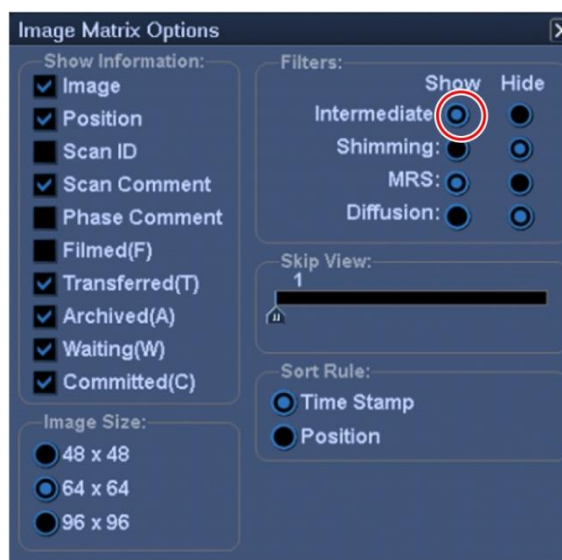 Image Matrix Options
Show Information:
Image
Position
Scan ID
Scan Comment
Phase Comment
Filmed(F)
Transferred(T)
Archived(A)
Waiting(W)
Committed(C)
Image Size:
48 x 48
64 x 64
96 x 96
Filters:
Show Hide
Intermediate
Shimming:
MRS:
Diffusion:
Skip View:
1
Sort Rule:
Time Stamp
Position